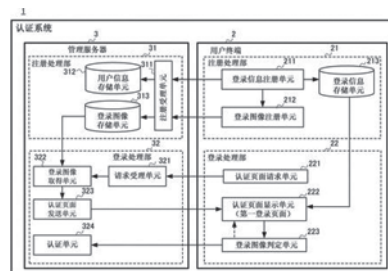 1
认证系统
3
管理服务器
31
注册处理部
311
312
用户信息
存储单元
313
登录图像
存储单元
注册受理单元
32
登录处理部
322
登录图像
取得单元
321
请求受理单元
323
认证页面
发送单元
324
认证单元
2
用户终端
21
注册处理部
211
登录信息注册单元
213
登录信息
存储单元
212
登录图像注册单元
22
登录处理部
221
认证页面请求单元
222
认证页面显示单元
(第一登录页面)
223
登录图像判定单元